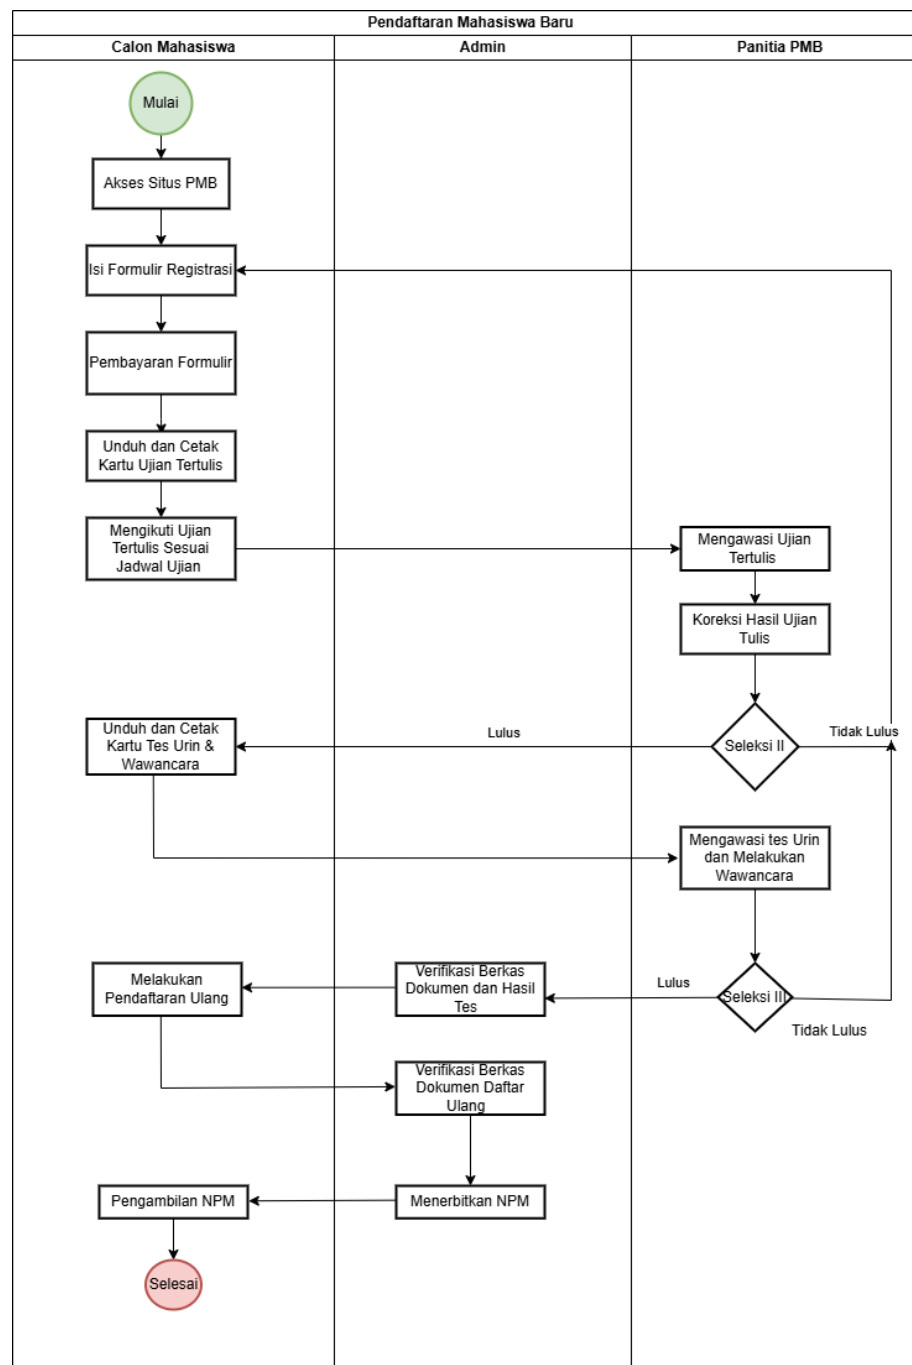 Pendaftaran Mahasiswa Baru
Calon Mahasiswa
Admin
Panitia PMB
Mulai
Akses Situs PMB
Isi Formulir Registrasi
Pembayaran Formulir
Unduh dan Cetak
Kartu Ujian Tertulis
Mengikuti Ujian
Tertulis Sesuai
Jadwal Ujian
Mengawasi Ujian
Tertulis
Koreksi Hasil Ujian
Tulis
Seleksi II
Tidak Lulus
Lulus
Unduh dan Cetak
Kartu Tes Urin &
Wawancara
Mengawasi tes Urin
dan Melakukan
Wawancara
Seleksi III
Tidak Lulus
Lulus
Verifikasi Berkas
Dokumen dan Hasil
Tes
Melakukan
Pendaftaran Ulang
Verifikasi Berkas
Dokumen Daftar
Ulang
Menerbitkan NPM
Pengambilan NPM
Selesai